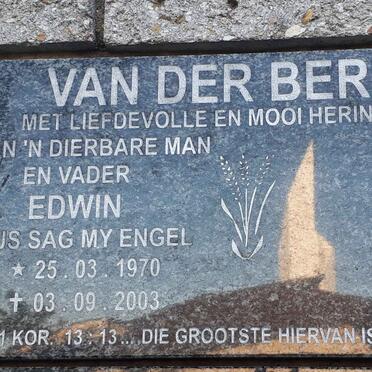 VAN DER BER
MET LIEFDEVOLLE EN MOOI HERIN
N 'N DIERBARE MAN
EN VADER
EDWIN
US SAG MY ENGEL
★ 25 . 03 . 1970
✝ 03 . 09 . 2003
1 KOR. 13 : 13 ... DIE GROOTSTE HIERVAN IS